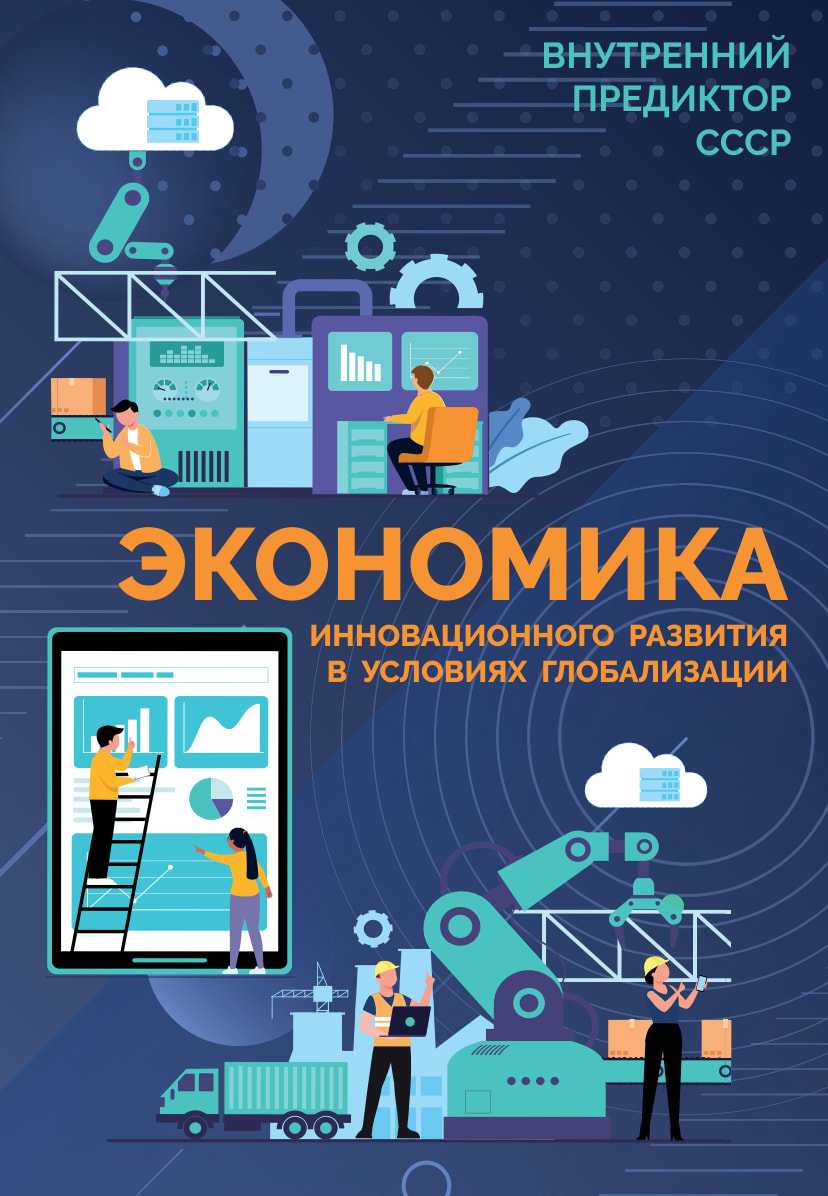 ВНУТРЕННИЙ
ПРЕДИКТОР
СССР
ЭКОНОМИКА
ИННОВАЦИОННОГО РАЗВИТИЯ
В УСЛОВИЯХ ГЛОБАЛИЗАЦИИ